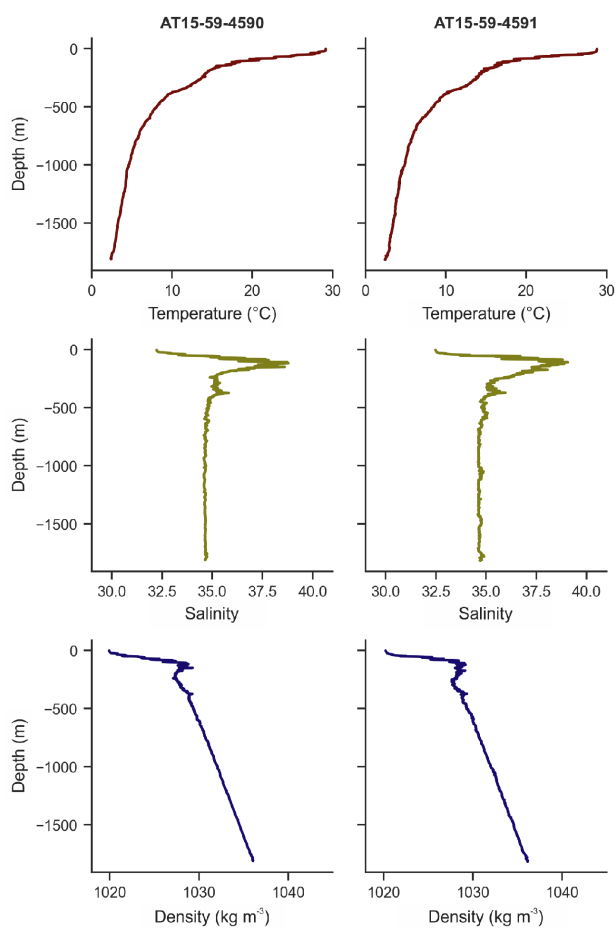 AT15-59-4590
AT15-59-4591
0
−500
−1000
−1500
Depth (m)
0 10 20 30
Temperature (°C)
0 10 20 30
Temperature (°C)
0
−500
−1000
−1500
Depth (m)
30.0 32.5 35.0 37.5 40.0
Salinity
30.0 32.5 35.0 37.5 40.0
Salinity
0
−500
−1000
−1500
Depth (m)
1020 1030 1040
Density (kg m⁻³)
1020 1030 1040
Density (kg m⁻³)